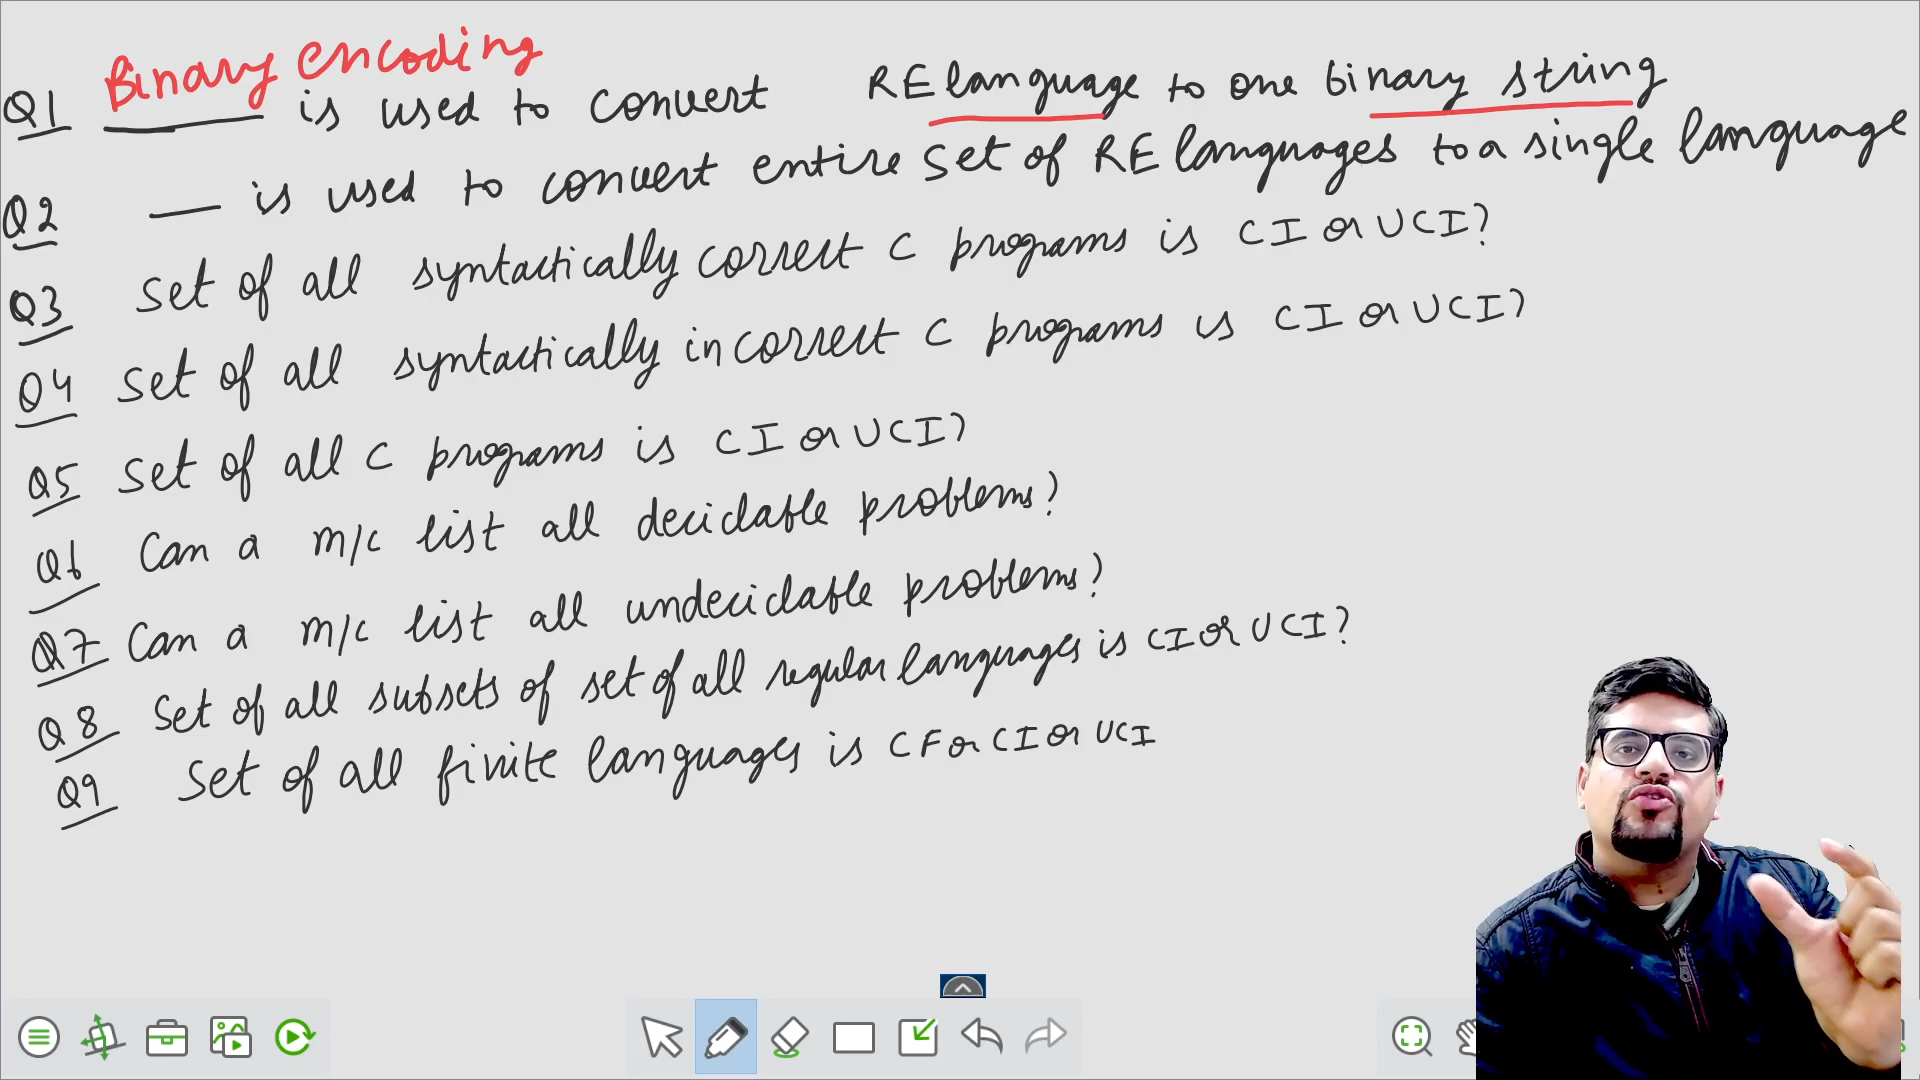 Q1 Binary encoding is used to convert RE language to one binary string
Q2 is used to convert entire set of RE languages to a single language
Q3 set of all syntactically correct C programs is CI or UCI?
Q4 set of all syntactically incorrect C programs is CI or UCI?
Q5 set of all C programs is CI or UCI?
Q6 Can a m/c list all decidable problems?
Q7 Can a m/c list all undecidable problems?
Q8 Set of all subsets of set of all regular languages is CI or UCI?
Q9 Set of all finite languages is CF or CI or UCI